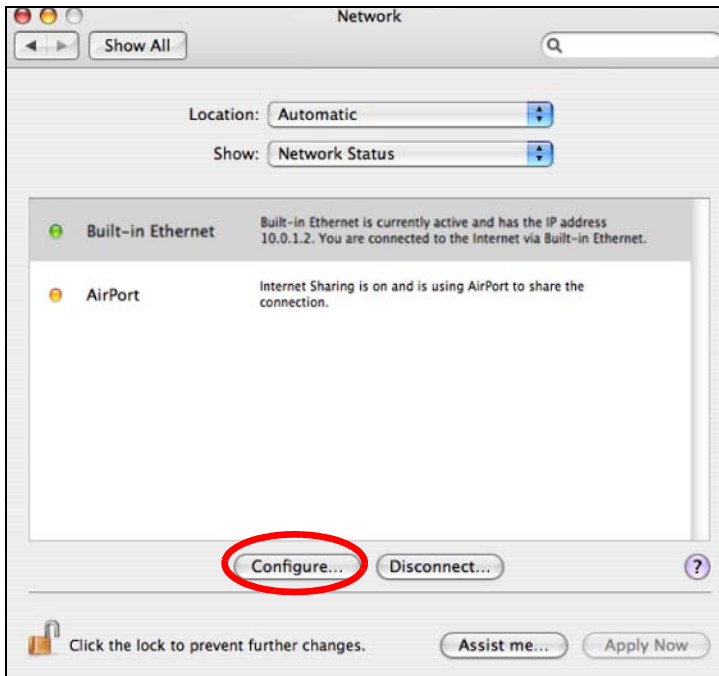 Network
Show All
Location: Automatic
Show: Network Status
Built-in Ethernet
Built-in Ethernet is currently active and has the IP address
10.0.1.2. You are connected to the Internet via Built-in Ethernet.
AirPort
Internet Sharing is on and is using AirPort to share the
connection.
Configure... Disconnect... ?
Click the lock to prevent further changes. Assist me... Apply Now